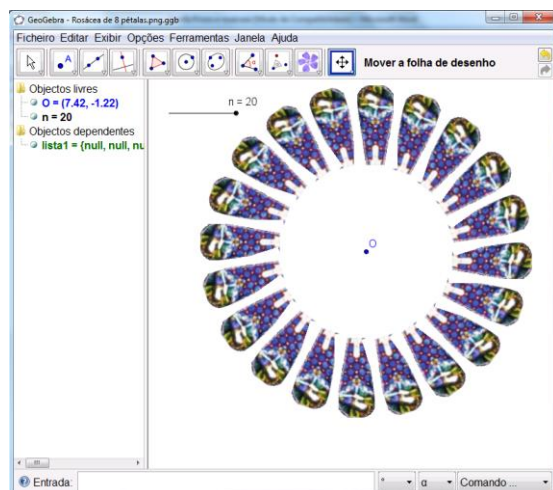 GeoGebra - Rosácea de 8 pétalas.png.ggb
Ficheiro Editar Exibir Opções Ferramentas Janela Ajuda
A
Mover a folha de desenho
Objectos livres
O = (7.42, -1.22)
n = 20
Objectos dependentes
lista1 = {null, null, nu
n = 20
O
Entrada:
°
α
Comando ...